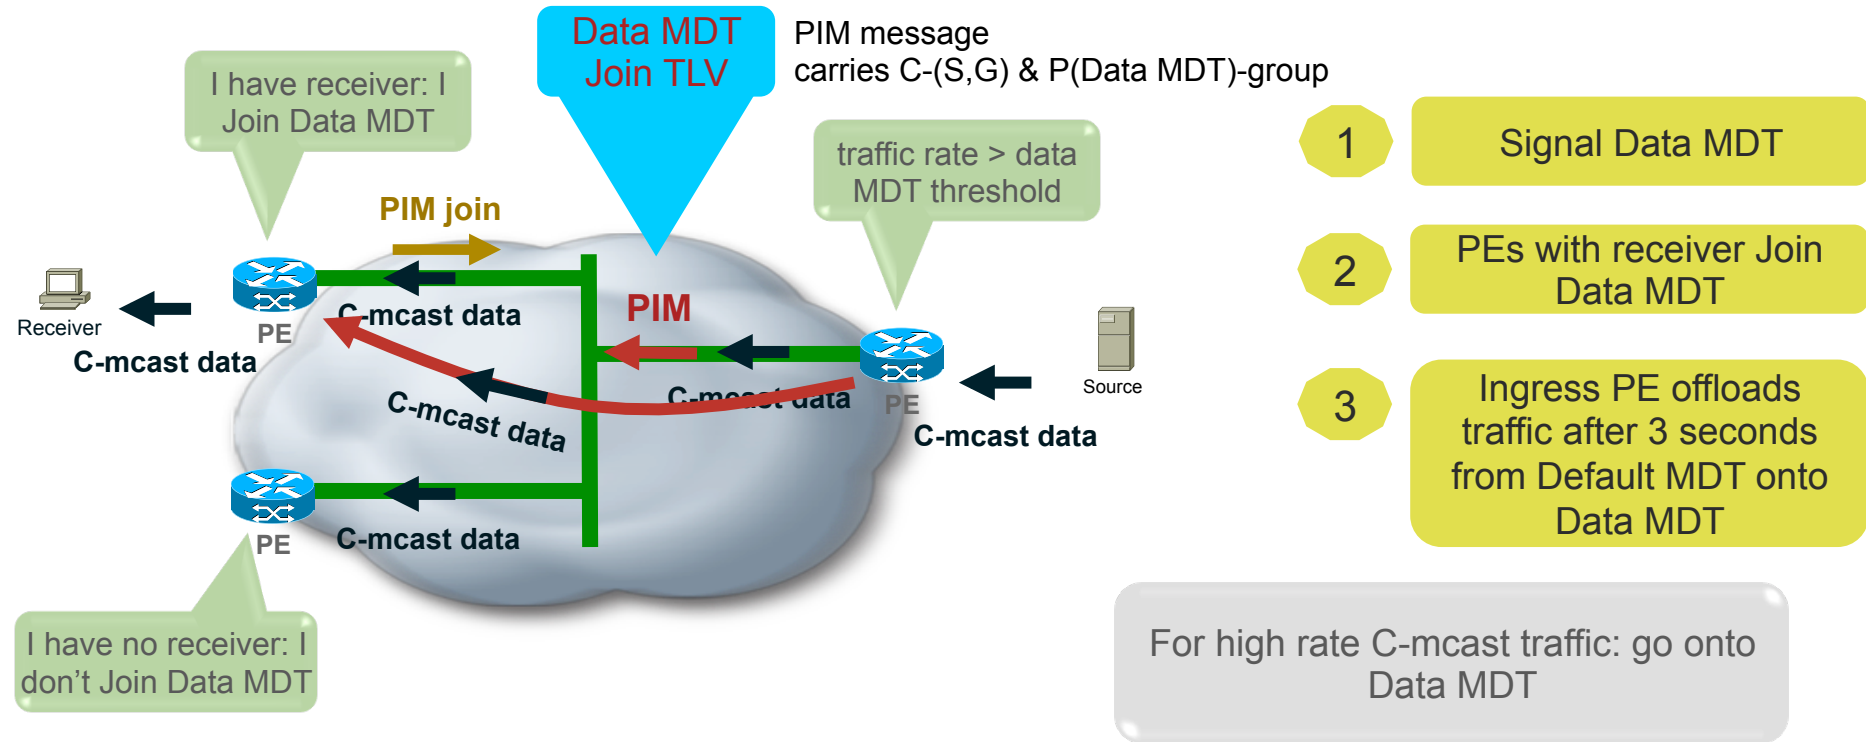 Data MDT
Join TLV
PIM message
carries C-(S,G) & P(Data MDT)-group
I have receiver: I
Join Data MDT
traffic rate > data
MDT threshold
1
Signal Data MDT
PIM join
2
PEs with receiver Join
Data MDT
Receiver
PE
C-mcast data
PIM
C-mcast data
C-mcast data
C-mcast data
PE
Source
C-mcast data
3
Ingress PE offloads
traffic after 3 seconds
from Default MDT onto
Data MDT
PE
C-mcast data
I have no receiver: I
don’t Join Data MDT
For high rate C-mcast traffic: go onto
Data MDT